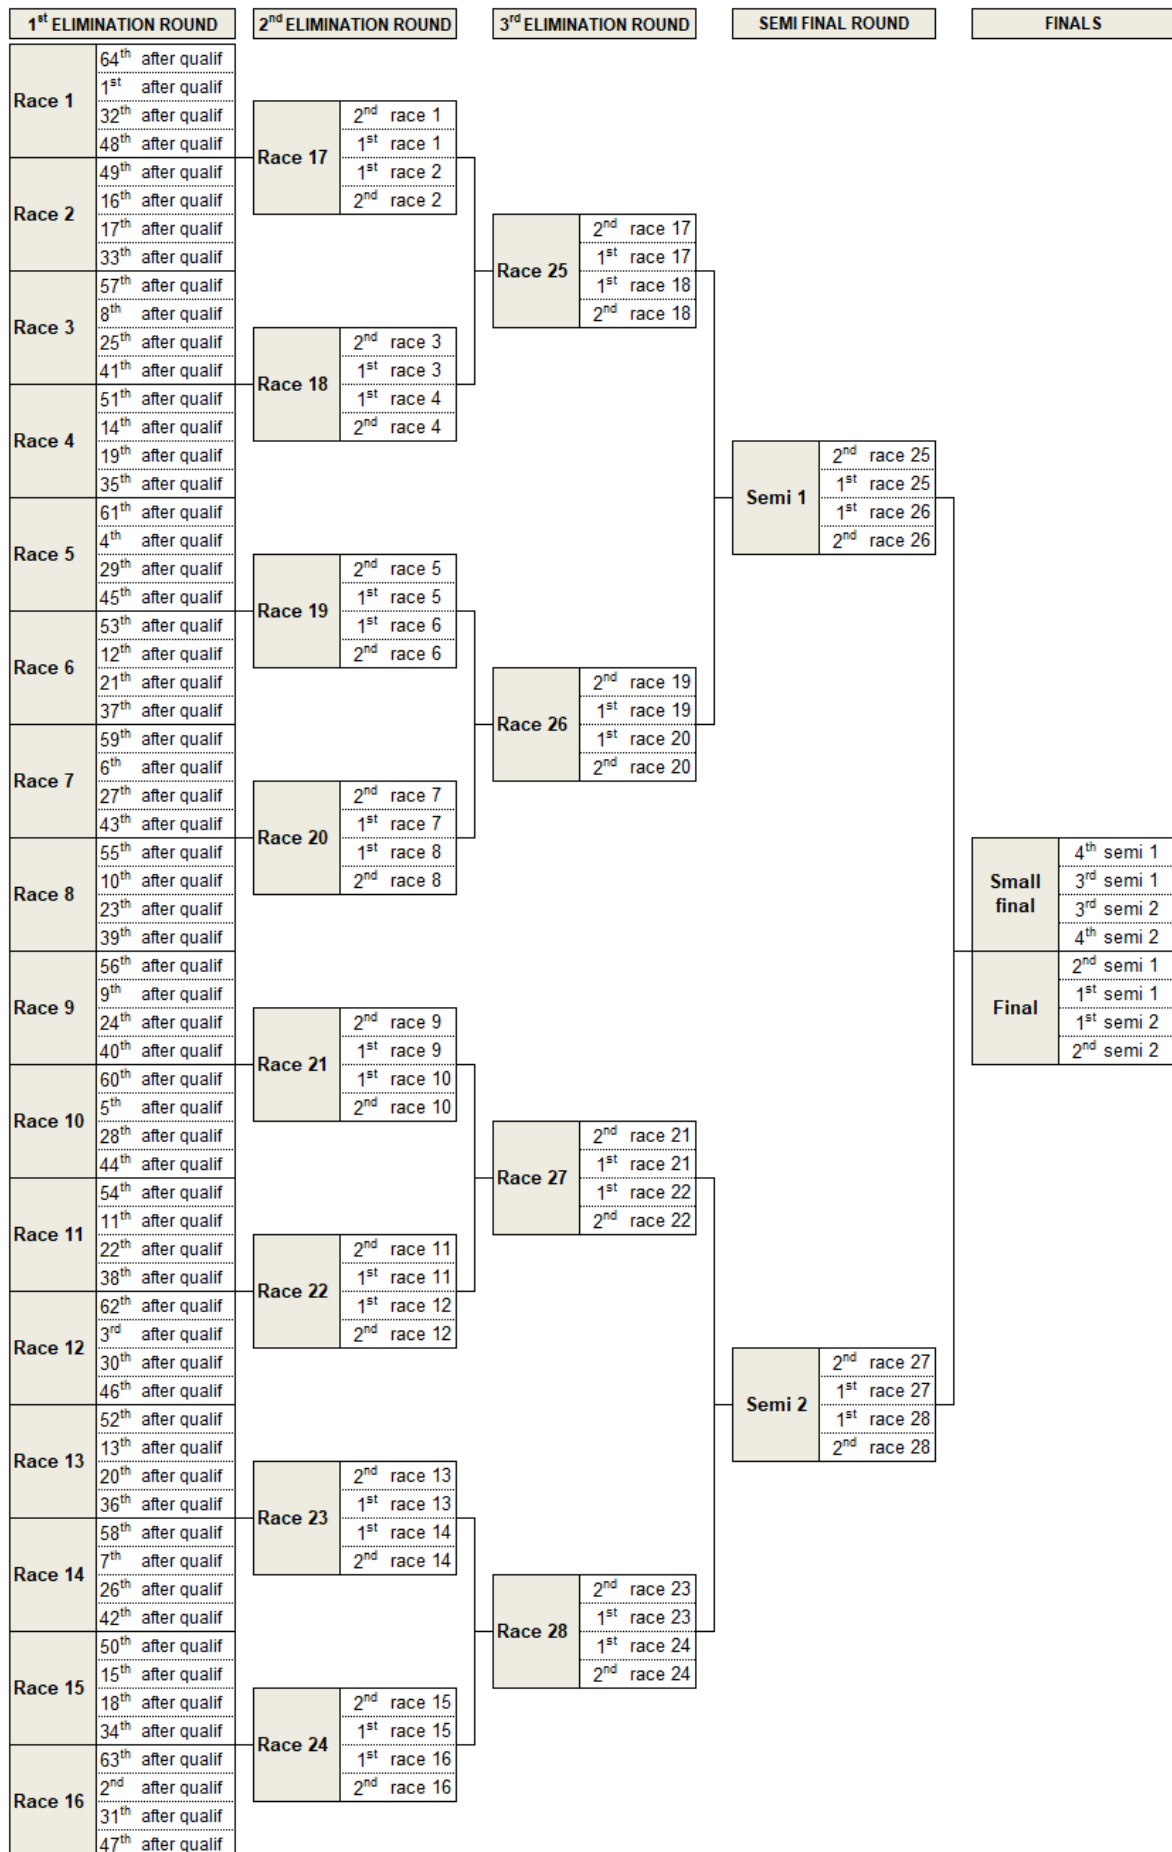 1st ELIMINATION ROUND
2nd ELIMINATION ROUND
3rd ELIMINATION ROUND
SEMI FINAL ROUND
FINALS
Race 1
64th after qualif
1st after qualif
32th after qualif
48th after qualif
Race 2
49th after qualif
16th after qualif
17th after qualif
33th after qualif
Race 3
57th after qualif
8th after qualif
25th after qualif
41th after qualif
Race 4
51th after qualif
14th after qualif
19th after qualif
35th after qualif
Race 5
61th after qualif
4th after qualif
29th after qualif
45th after qualif
Race 6
53th after qualif
12th after qualif
21th after qualif
37th after qualif
Race 7
59th after qualif
6th after qualif
27th after qualif
43th after qualif
Race 8
55th after qualif
10th after qualif
23th after qualif
39th after qualif
Race 9
56th after qualif
9th after qualif
24th after qualif
40th after qualif
Race 10
60th after qualif
5th after qualif
28th after qualif
44th after qualif
Race 11
54th after qualif
11th after qualif
22th after qualif
38th after qualif
Race 12
62th after qualif
3rd after qualif
30th after qualif
46th after qualif
Race 13
52th after qualif
13th after qualif
20th after qualif
36th after qualif
Race 14
58th after qualif
7th after qualif
26th after qualif
42th after qualif
Race 15
50th after qualif
15th after qualif
18th after qualif
34th after qualif
Race 16
63th after qualif
2nd after qualif
31th after qualif
47th after qualif
Race 17
2nd race 1
1st race 1
1st race 2
2nd race 2
Race 18
2nd race 3
1st race 3
1st race 4
2nd race 4
Race 19
2nd race 5
1st race 5
1st race 6
2nd race 6
Race 20
2nd race 7
1st race 7
1st race 8
2nd race 8
Race 21
2nd race 9
1st race 9
1st race 10
2nd race 10
Race 22
2nd race 11
1st race 11
1st race 12
2nd race 12
Race 23
2nd race 13
1st race 13
1st race 14
2nd race 14
Race 24
2nd race 15
1st race 15
1st race 16
2nd race 16
Race 25
2nd race 17
1st race 17
1st race 18
2nd race 18
Race 26
2nd race 19
1st race 19
1st race 20
2nd race 20
Race 27
2nd race 21
1st race 21
1st race 22
2nd race 22
Race 28
2nd race 23
1st race 23
1st race 24
2nd race 24
Semi 1
2nd race 25
1st race 25
1st race 26
2nd race 26
Semi 2
2nd race 27
1st race 27
1st race 28
2nd race 28
Small
final
4th semi 1
3rd semi 1
3rd semi 2
4th semi 2
Final
2nd semi 1
1st semi 1
1st semi 2
2nd semi 2